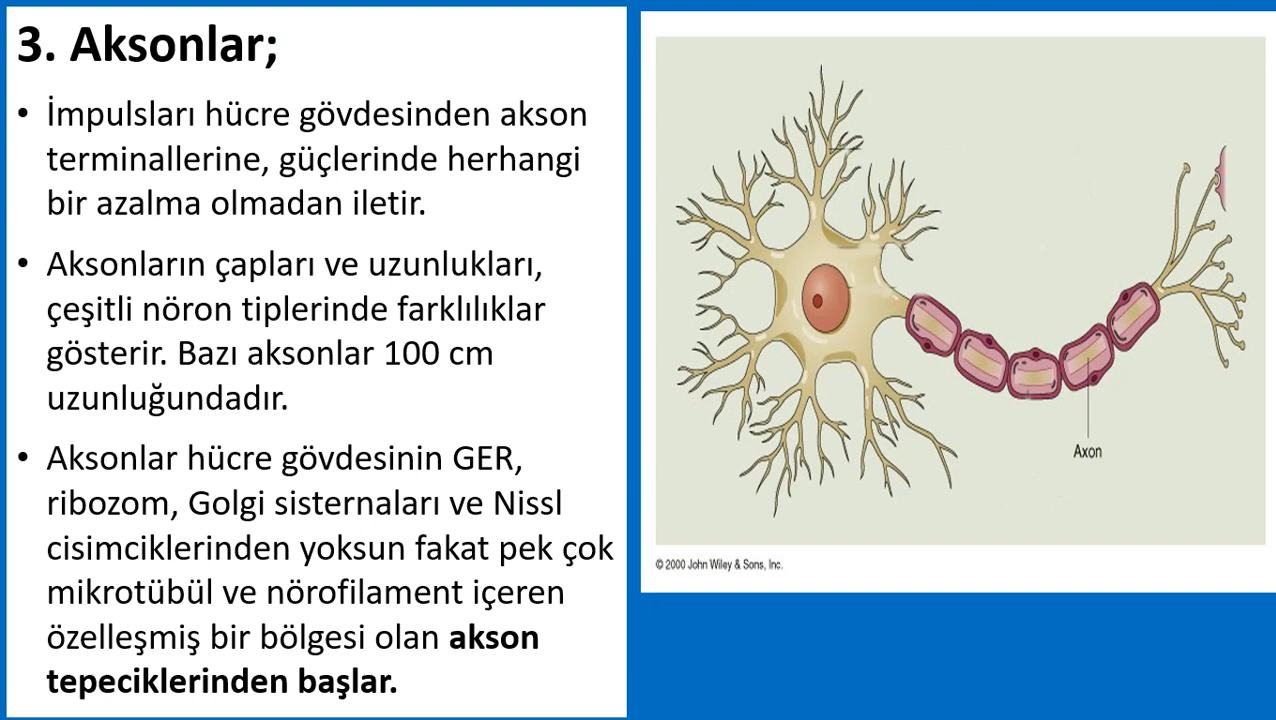 3. Aksonlar;
• İmpulsları hücre gövdesinden akson
terminallerine, güçlerinde herhangi
bir azalma olmadan iletir.
• Aksonların çapları ve uzunlukları,
çeşitli nöron tiplerinde farklılıklar
gösterir. Bazı aksonlar 100 cm
uzunluğundadır.
• Aksonlar hücre gövdesinin GER,
ribozom, Golgi sisternaları ve Nissl
cisimciklerinden yoksun fakat pek çok
mikrotübül ve nörofilament içeren
özelleşmiş bir bölgesi olan akson
tepeciklerinden başlar.
Axon
© 2000 John Wiley & Sons, Inc.